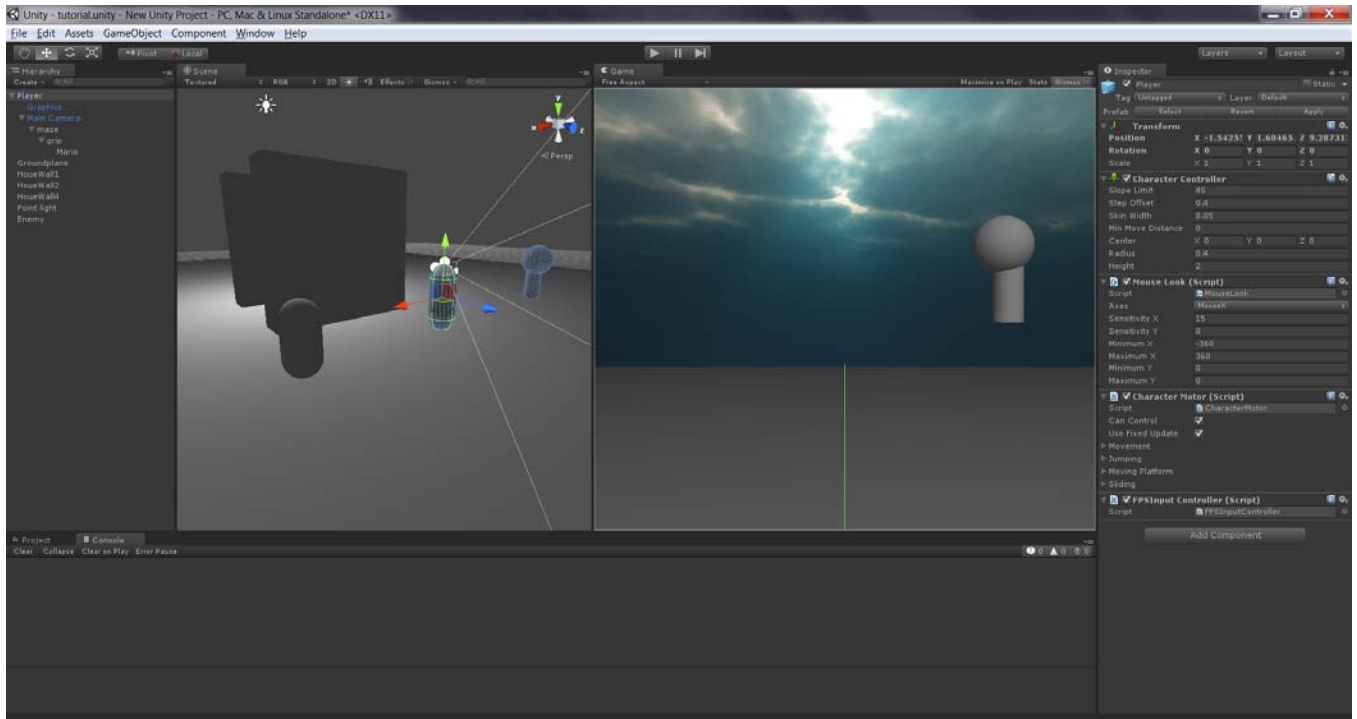 Unity - tutorial.unity - New Unity Project - PC, Mac & Linux Standalone* <DX11>
File Edit Assets GameObject Component Window Help
Pivot Local
Layers Layout
Hierarchy
Create
Player
Graphics
Main Camera
maze
grip
Mario
Groundplane
HouseWall1
HouseWall2
HouseWall4
Point light
Enemy
Scene
Textured RGB 2D Effects Gizmos
y
x z
Persp
Game
Free Aspect Maximize on Play Stats Gizmos
Inspector
Player Static
Tag Untagged Layer Default
Prefab Select Revert Apply
Transform
Position X -1.5425 Y 1.60465 Z 9.28731
Rotation X 0 Y 0 Z 0
Scale X 1 Y 1 Z 1
Character Controller
Slope Limit 45
Step Offset 0.4
Skin Width 0.05
Min Move Distance 0
Center X 0 Y 0 Z 0
Radius 0.4
Height 2
Mouse Look (Script)
Script MouseLook
Axes MouseX
Sensitivity X 15
Sensitivity Y 0
Minimum X -360
Maximum X 360
Minimum Y 0
Maximum Y 0
Character Motor (Script)
Script CharacterMotor
Can Control
Use Fixed Update
Movement
Jumping
Moving Platform
Sliding
FPSInput Controller (Script)
Script FPSInputController
Add Component
Project Console
Clear Collapse Clear on Play Error Pause
0 0 0